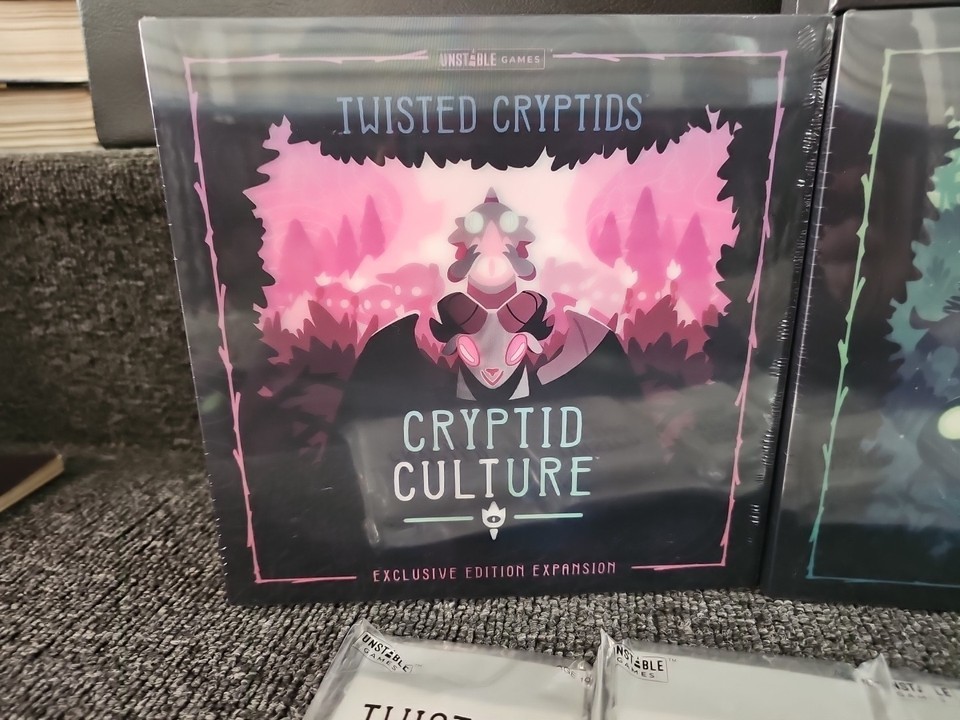 UNSTABLE GAMES
TWISTED CRYPTIDS
CRYPTID
CULTURE
EXCLUSIVE EDITION EXPANSION
UNSTABLE
GAMES
UNSTABLE
GAMES